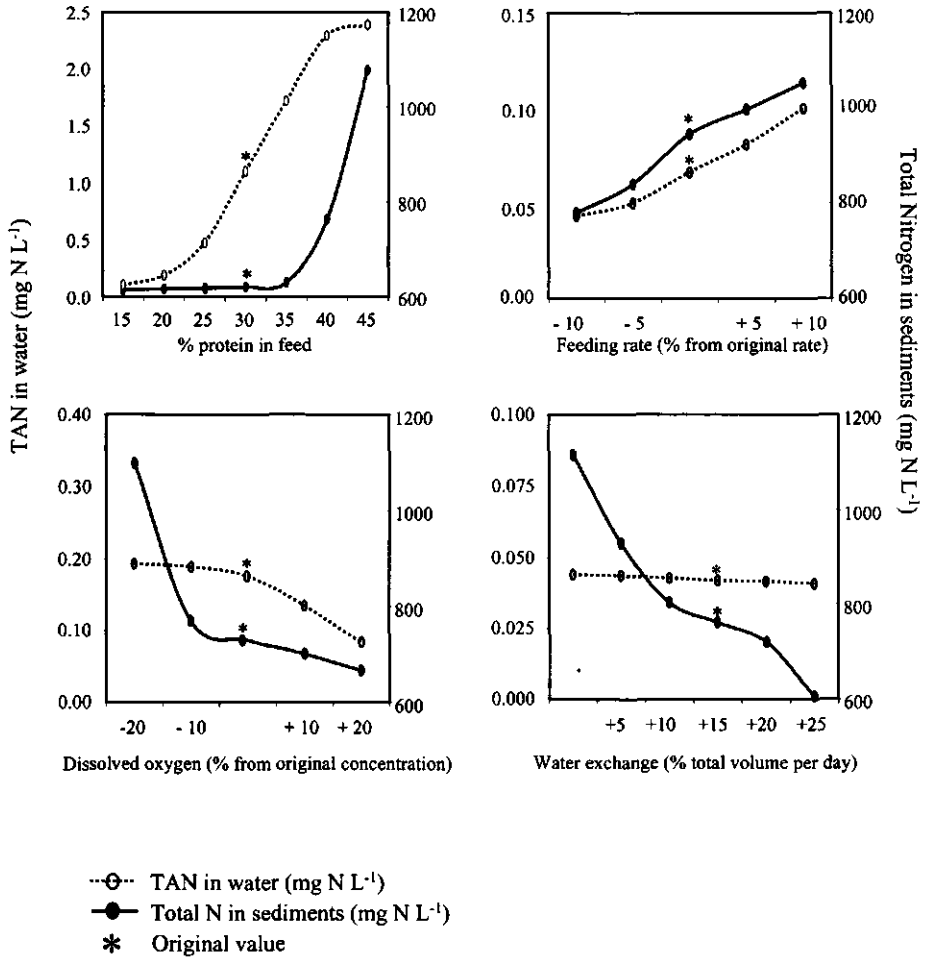 TAN in water (mg N L-1)
Total Nitrogen in sediments (mg N L-1)
2.5
2.0
1.5
1.0
0.5
0.0
1200
1000
800
600
15 20 25 30 35 40 45
% protein in feed
0.15
0.10
0.05
0.00
1200
1000
800
600
- 10 - 5 + 5 + 10
Feeding rate (% from original rate)
0.40
0.30
0.20
0.10
0.00
1200
1000
800
600
-20 - 10 + 10 + 20
Dissolved oxygen (% from original concentration)
0.100
0.075
0.050
0.025
0.000
1200
1000
800
600
+5 +10 +15 +20 +25
Water exchange (% total volume per day)
TAN in water (mg N L-1)
Total N in sediments (mg N L-1)
* Original value